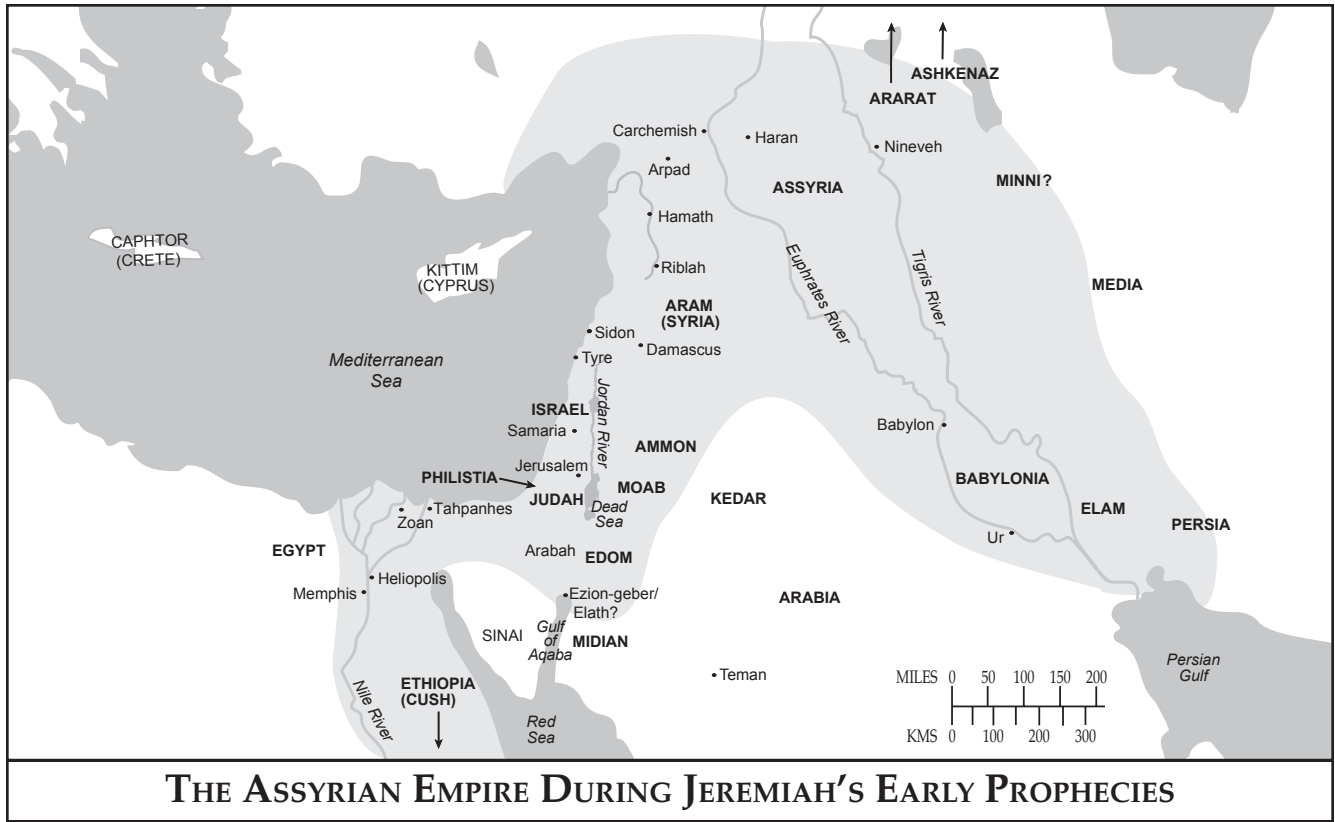 ASHKENAZ
ARARAT
Carchemish
Haran
Nineveh
Arpad
ASSYRIA
MINNI?
Hamath
CAPHTOR
(CRETE)
KITTIM
(CYPRUS)
Riblah
Euphrates River
Tigris River
MEDIA
ARAM
(SYRIA)
Sidon
Damascus
Tyre
Mediterranean
Sea
Jordan River
ISRAEL
Samaria
Babylon
AMMON
Jerusalem
PHILISTIA
JUDAH
MOAB
KEDAR
BABYLONIA
Dead
Sea
ELAM
PERSIA
Tahpanhes
Zoan
Ur
EGYPT
Arabah
EDOM
Heliopolis
Memphis
Ezion-geber/
Elath?
ARABIA
SINAI
Gulf
of
Aqaba
MIDIAN
Teman
Persian
Gulf
ETHIOPIA
(CUSH)
Nile River
Red
Sea
MILES 0 50 100 150 200
KMS 0 100 200 300
THE ASSYRIAN EMPIRE DURING JEREMIAH'S EARLY PROPHECIES